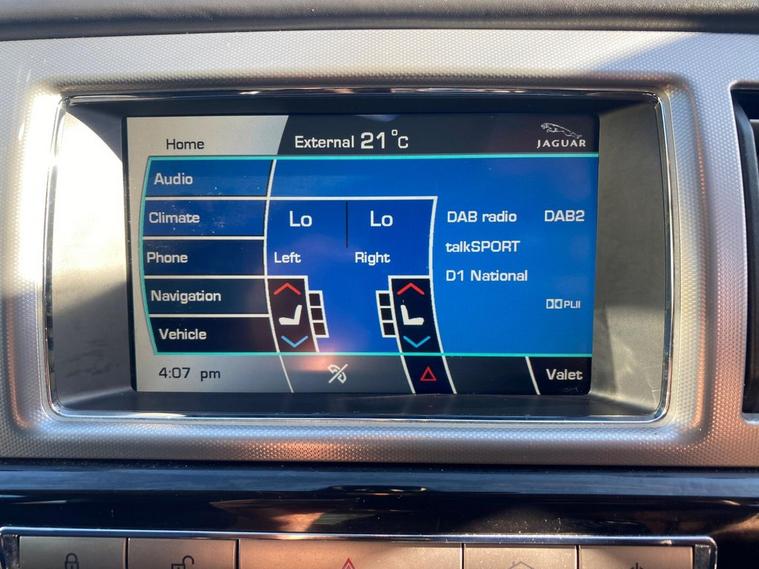 Home
External 21°C
JAGUAR
Audio
Climate
Lo Lo
DAB radio DAB2
talkSPORT
Phone
Left Right
D1 National
Navigation
PLII
Vehicle
4:07 pm
Valet